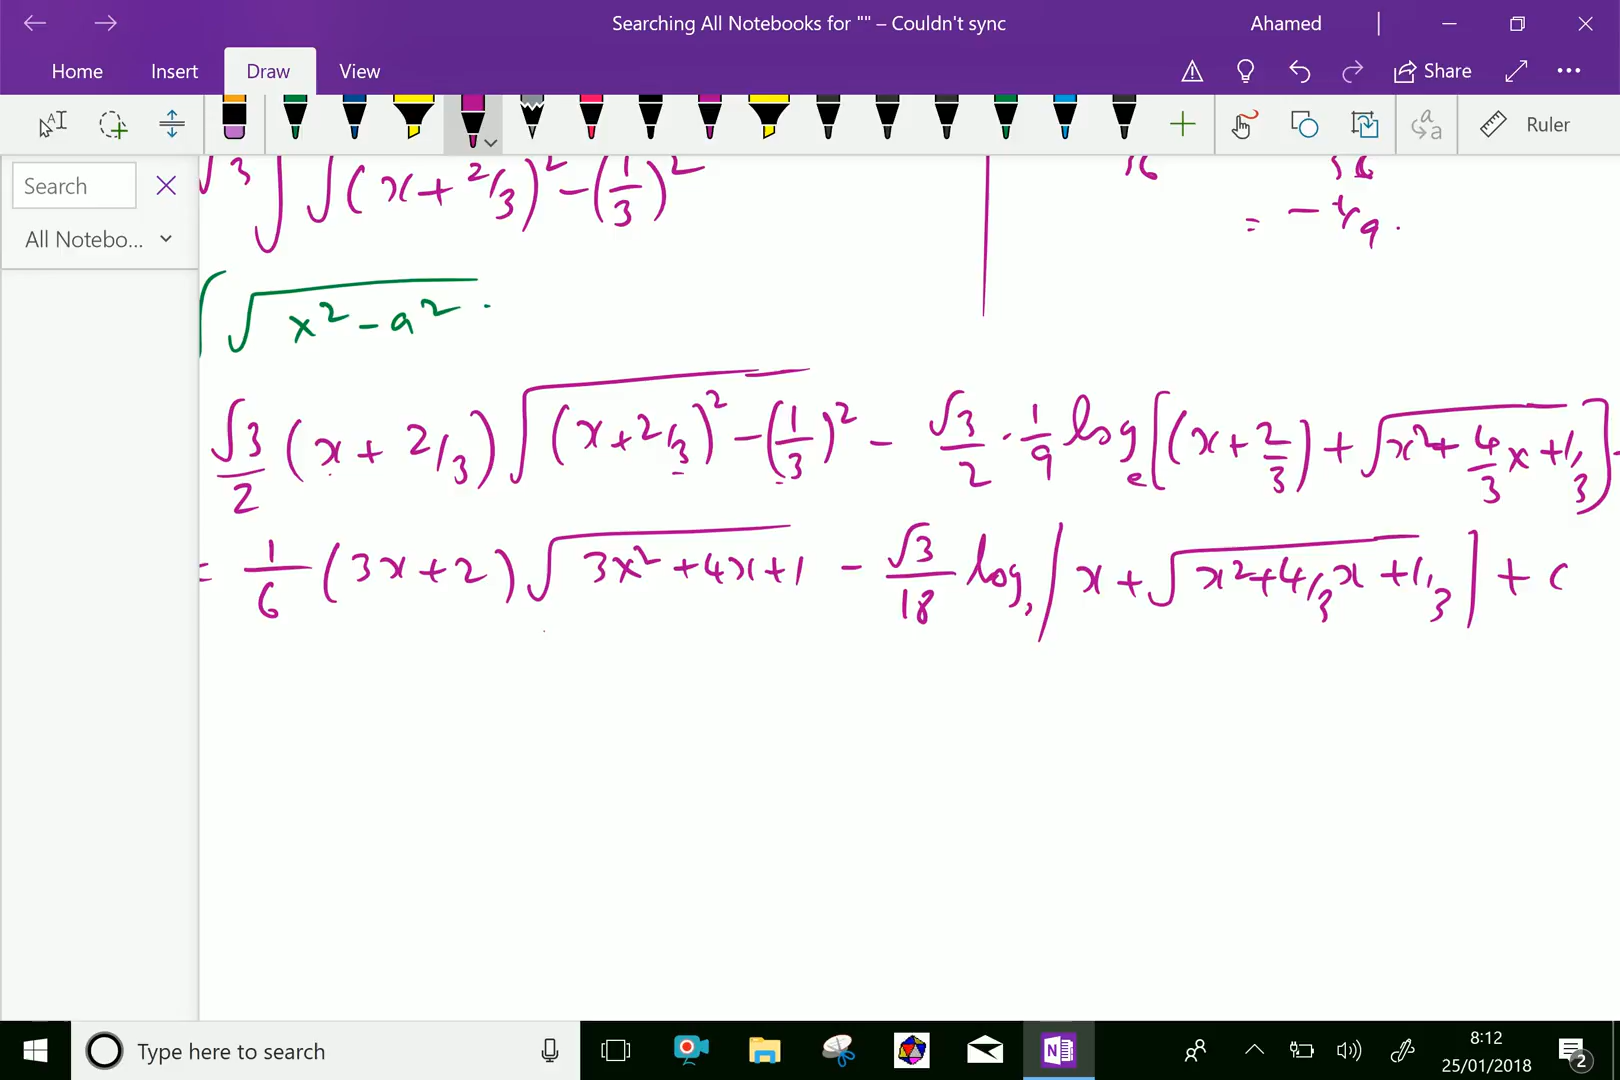 Searching All Notebooks for "" – Couldn't sync
Ahamed
Home Insert Draw View
Share
Ruler
Search
All Notebo...
√3 ∫√(x + 2/3)² − (1/3)²
36
= −1/9.
∫√x² − a² .
√3/2 (x + 2/3) √(x + 2/3)² − (1/3)² − √3/2 · 1/9 logₑ[(x + 2/3) + √x² + 4/3 x + 1/3]
= 1/6 (3x + 2) √3x² + 4x + 1 − √3/18 log | x + √x² + 4/3 x + 1/3 | + c
Type here to search
8:12
25/01/2018
2